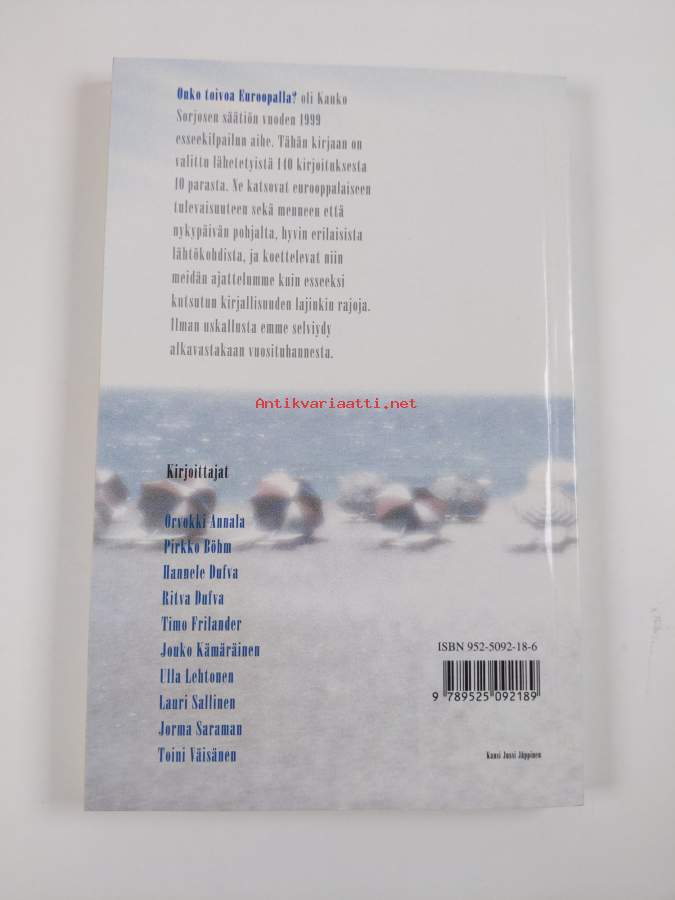 Onko toivoa Euroopalla? oli Kauko
Sorjosen säätiön vuoden 1999
esseekilpailun aihe. Tähän kirjaan on
valittu lähetetyistä 140 kirjoituksesta
10 parasta. Ne katsovat eurooppalaiseen
tulevaisuuteen sekä menneen että
nykypäivän pohjalta, hyvin erilaisista
lähtökohdista, ja koettelevat niin
meidän ajattelumme kuin esseeksi
kutsutun kirjallisuuden lajinkin rajoja.
Ilman uskallusta emme selviydy
alkavastakaan vuosituhannesta.
Antikvariaatti.net
Kirjoittajat
Orvokki Annala
Pirkko Böhm
Hannele Dufva
Ritva Dufva
Timo Frilander
Jouko Kämäräinen
Ulla Lehtonen
Lauri Sallinen
Jorma Saraman
Toini Väisänen
ISBN 952-5092-18-6
9 789525 092189
Kansi Jussi Jäppinen